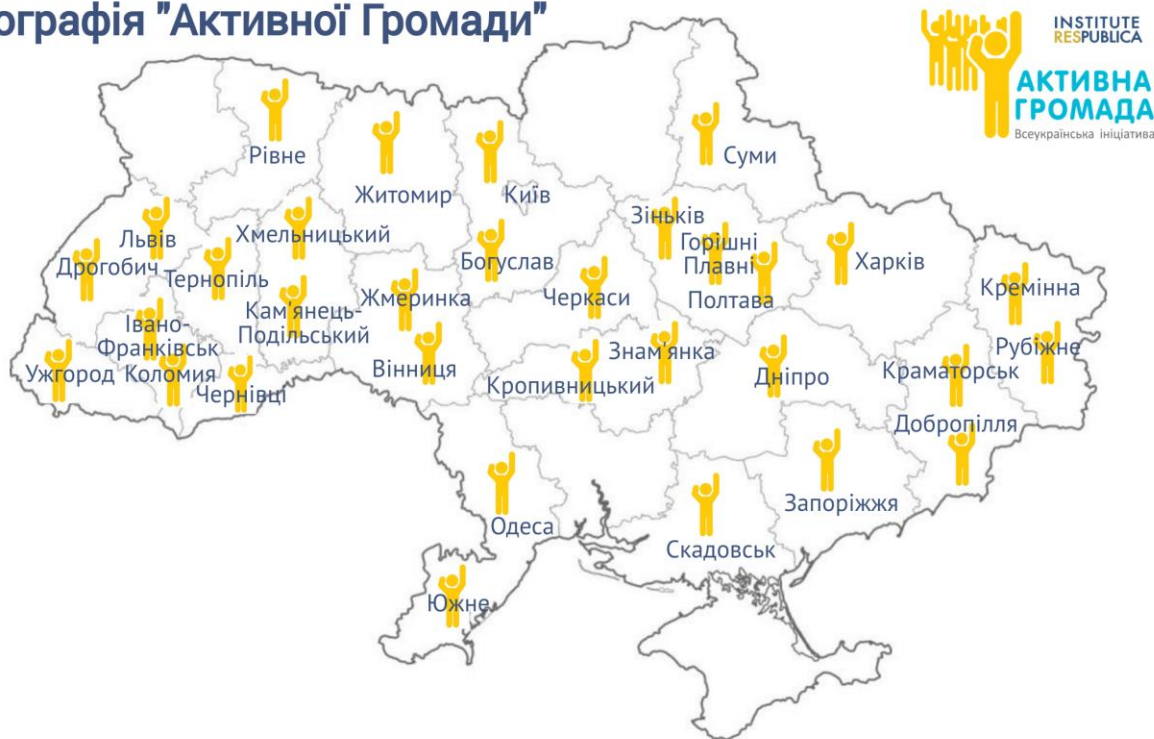 ографія "Активної Громади"
INSTITUTE
RESPUBLICA
АКТИВНА
ГРОМАДА
Всеукраїнська ініціатива
Рівне
Житомир
Київ
Суми
Львів
Дрогобич
Тернопіль
Хмельницький
Кам'янець-
Подільський
Івано-
Франківськ
Ужгород
Коломия
Чернівці
Жмеринка
Вінниця
Богуслав
Черкаси
Зіньків
Горішні
Плавні
Полтава
Харків
Кремінна
Рубіжне
Знам'янка
Кропивницький
Дніпро
Краматорськ
Добропілля
Запоріжжя
Одеса
Скадовськ
Южне